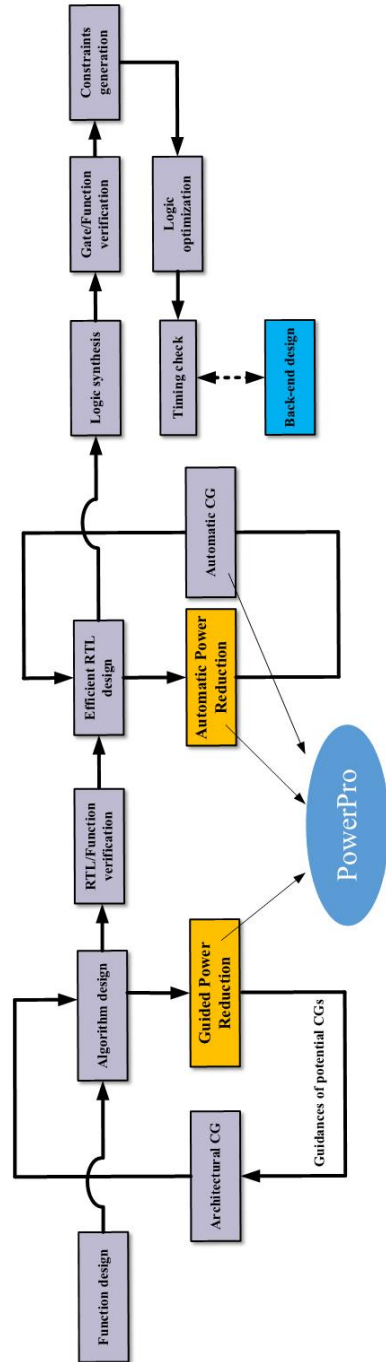 Function design
Algorithm design
RTL/Function
verification
Efficient RTL
design
Logic synthesis
Gate/Function
verification
Constraints
generation
Architectural CG
Guided Power
Reduction
Guidances of potential CGs
Automatic Power
Reduction
Automatic CG
Timing check
Logic
optimization
Back-end design
PowerPro